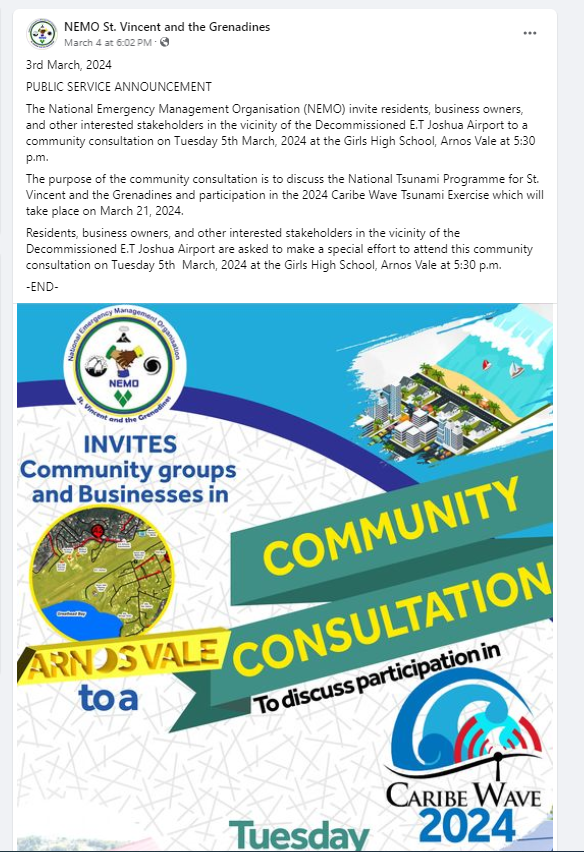 NEMO St. Vincent and the Grenadines
March 4 at 6:02 PM ·
3rd March, 2024
PUBLIC SERVICE ANNOUNCEMENT
The National Emergency Management Organisation (NEMO) invite residents, business owners,
and other interested stakeholders in the vicinity of the Decommissioned E.T Joshua Airport to a
community consultation on Tuesday 5th March, 2024 at the Girls High School, Arnos Vale at 5:30
p.m.
The purpose of the community consultation is to discuss the National Tsunami Programme for St.
Vincent and the Grenadines and participation in the 2024 Caribe Wave Tsunami Exercise which will
take place on March 21, 2024.
Residents, business owners, and other interested stakeholders in the vicinity of the
Decommissioned E.T Joshua Airport are asked to make a special effort to attend this community
consultation on Tuesday 5th  March, 2024 at the Girls High School, Arnos Vale at 5:30 p.m.
-END-
National Emergency Management Organisation
NEMO
St. Vincent and the Grenadines
INVITES
Community groups
and Businesses in
ARNOS VALE
to a
COMMUNITY
CONSULTATION
To discuss participation in
CARIBE WAVE
2024
Tuesday